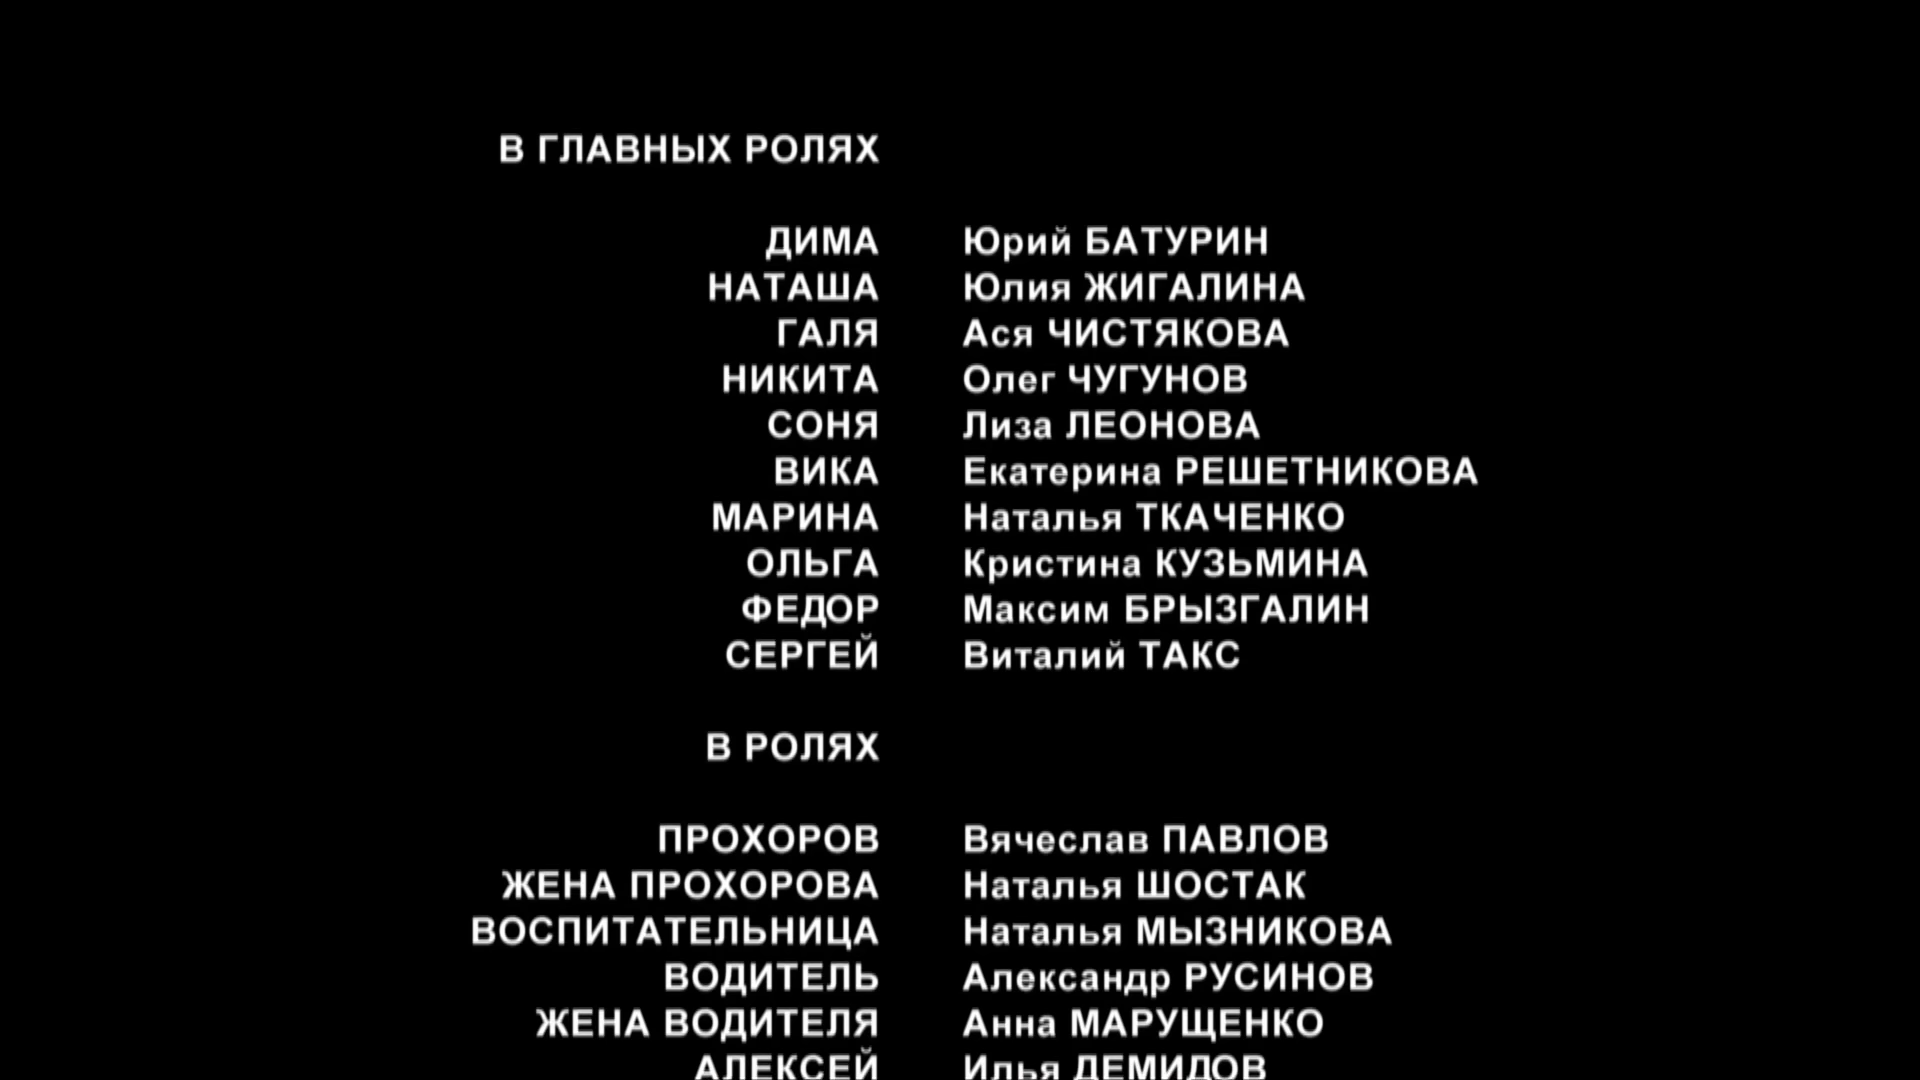 В ГЛАВНЫХ РОЛЯХ
ДИМА Юрий БАТУРИН
НАТАША Юлия ЖИГАЛИНА
ГАЛЯ Ася ЧИСТЯКОВА
НИКИТА Олег ЧУГУНОВ
СОНЯ Лиза ЛЕОНОВА
ВИКА Екатерина РЕШЕТНИКОВА
МАРИНА Наталья ТКАЧЕНКО
ОЛЬГА Кристина КУЗЬМИНА
ФЕДОР Максим БРЫЗГАЛИН
СЕРГЕЙ Виталий ТАКС
В РОЛЯХ
ПРОХОРОВ Вячеслав ПАВЛОВ
ЖЕНА ПРОХОРОВА Наталья ШОСТАК
ВОСПИТАТЕЛЬНИЦА Наталья МЫЗНИКОВА
ВОДИТЕЛЬ Александр РУСИНОВ
ЖЕНА ВОДИТЕЛЯ Анна МАРУЩЕНКО
АЛЕКСЕЙ Илья ДЕМИДОВ